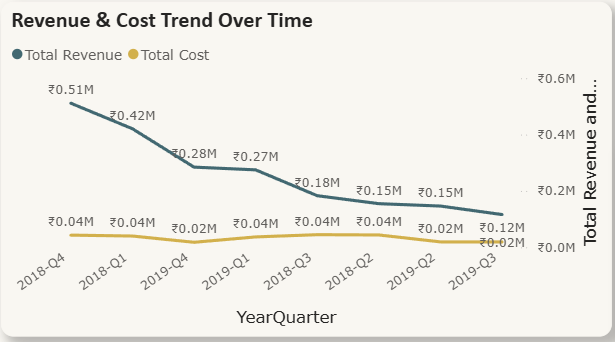 Revenue & Cost Trend Over Time
Total Revenue Total Cost
₹0.51M ₹0.42M ₹0.28M ₹0.27M ₹0.18M ₹0.15M ₹0.15M ₹0.12M
₹0.04M ₹0.04M ₹0.02M ₹0.04M ₹0.04M ₹0.04M ₹0.02M ₹0.02M
₹0.6M
₹0.4M
₹0.2M
₹0.0M
Total Revenue and...
2018-Q4 2018-Q1 2019-Q4 2019-Q1 2018-Q3 2018-Q2 2019-Q2 2019-Q3
YearQuarter